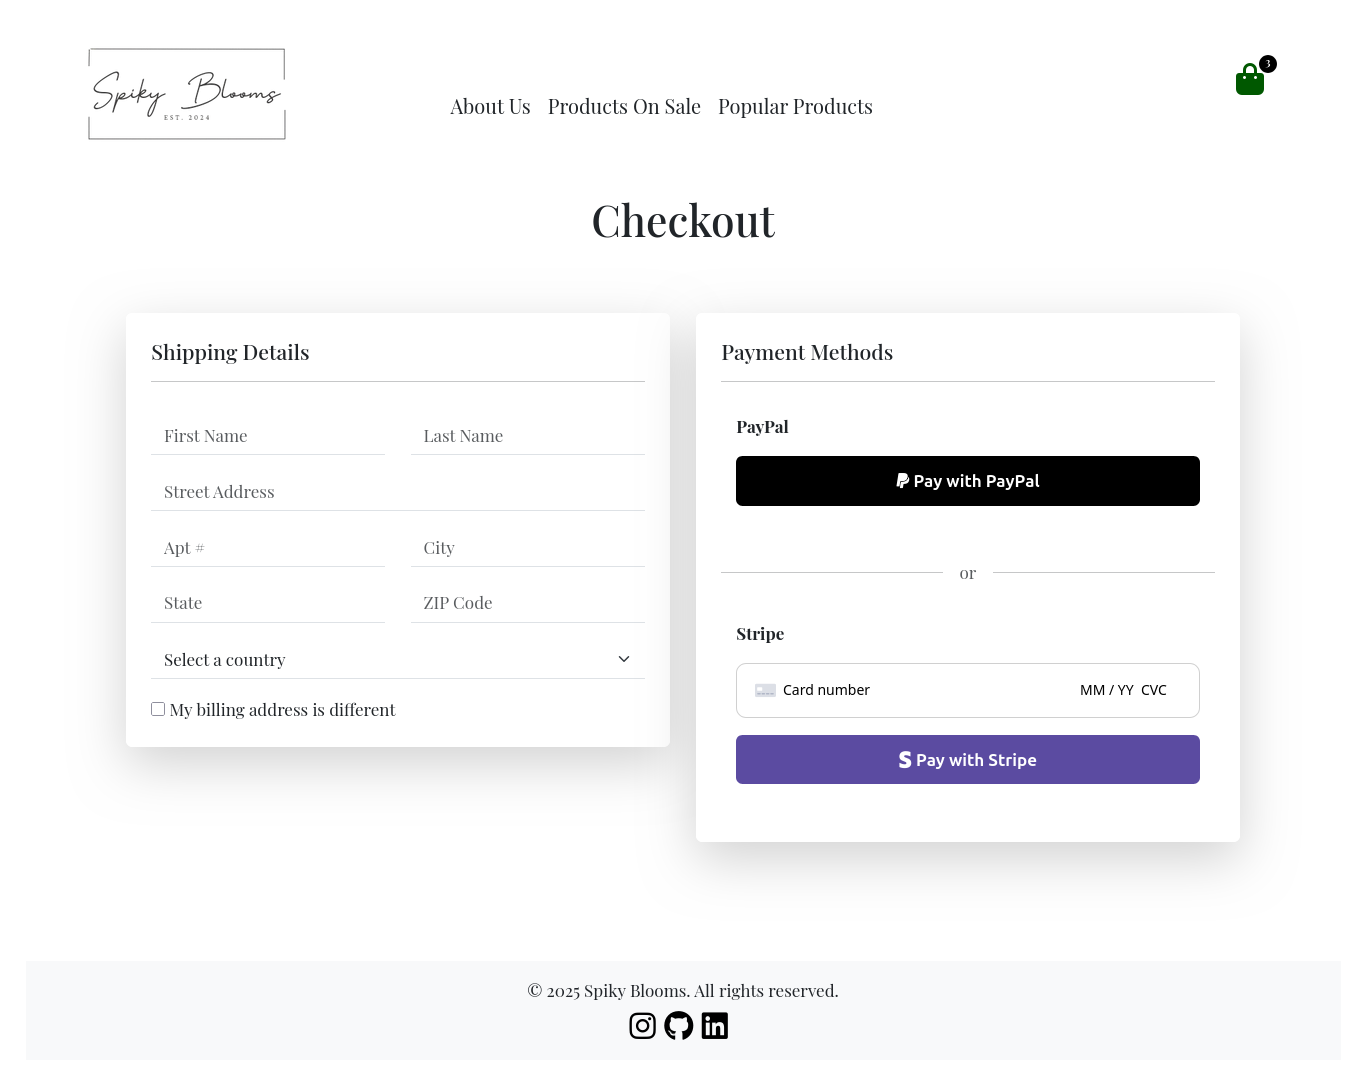 Spiky Blooms
EST. 2024
About Us Products On Sale Popular Products
3
Checkout
Shipping Details
First Name Last Name
Street Address
Apt # City
State ZIP Code
Select a country
My billing address is different
Payment Methods
PayPal
Pay with PayPal
or
Stripe
Card number MM / YY CVC
S Pay with Stripe
© 2025 Spiky Blooms. All rights reserved.